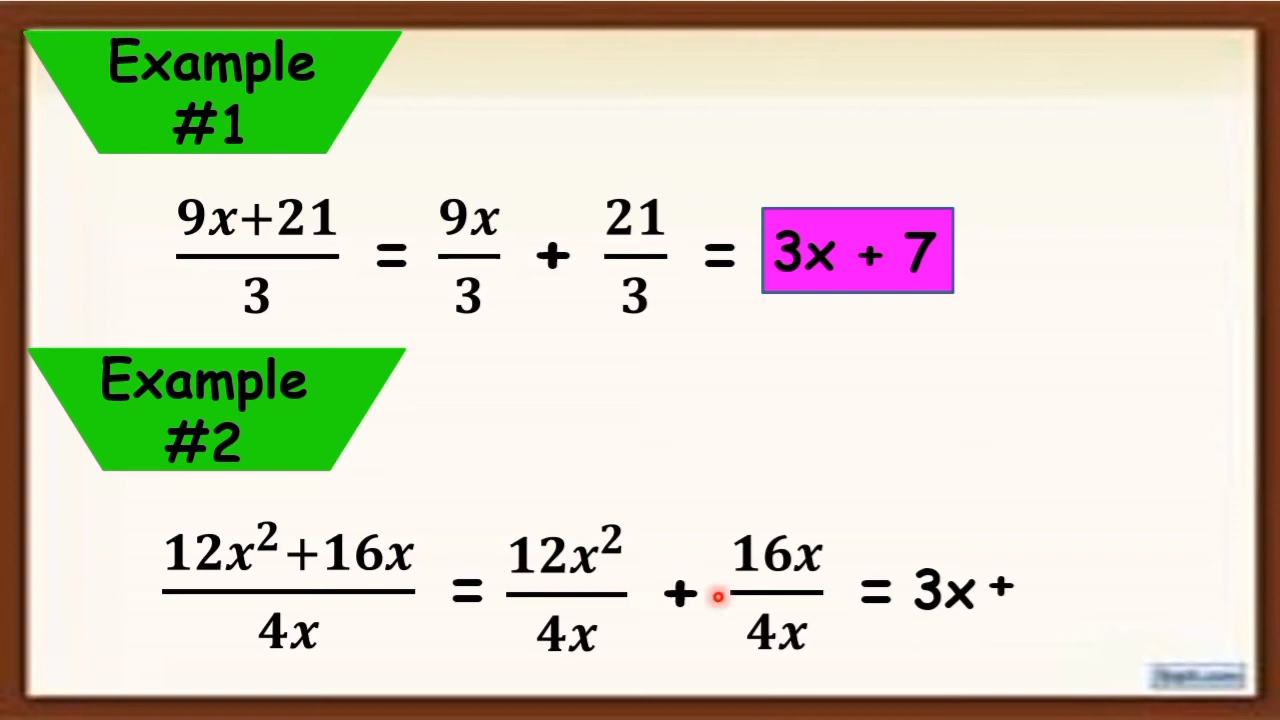 Example
#1
9x+21/3 = 9x/3 + 21/3 = 3x + 7
Example
#2
12x²+16x/4x = 12x²/4x + 16x/4x = 3x +